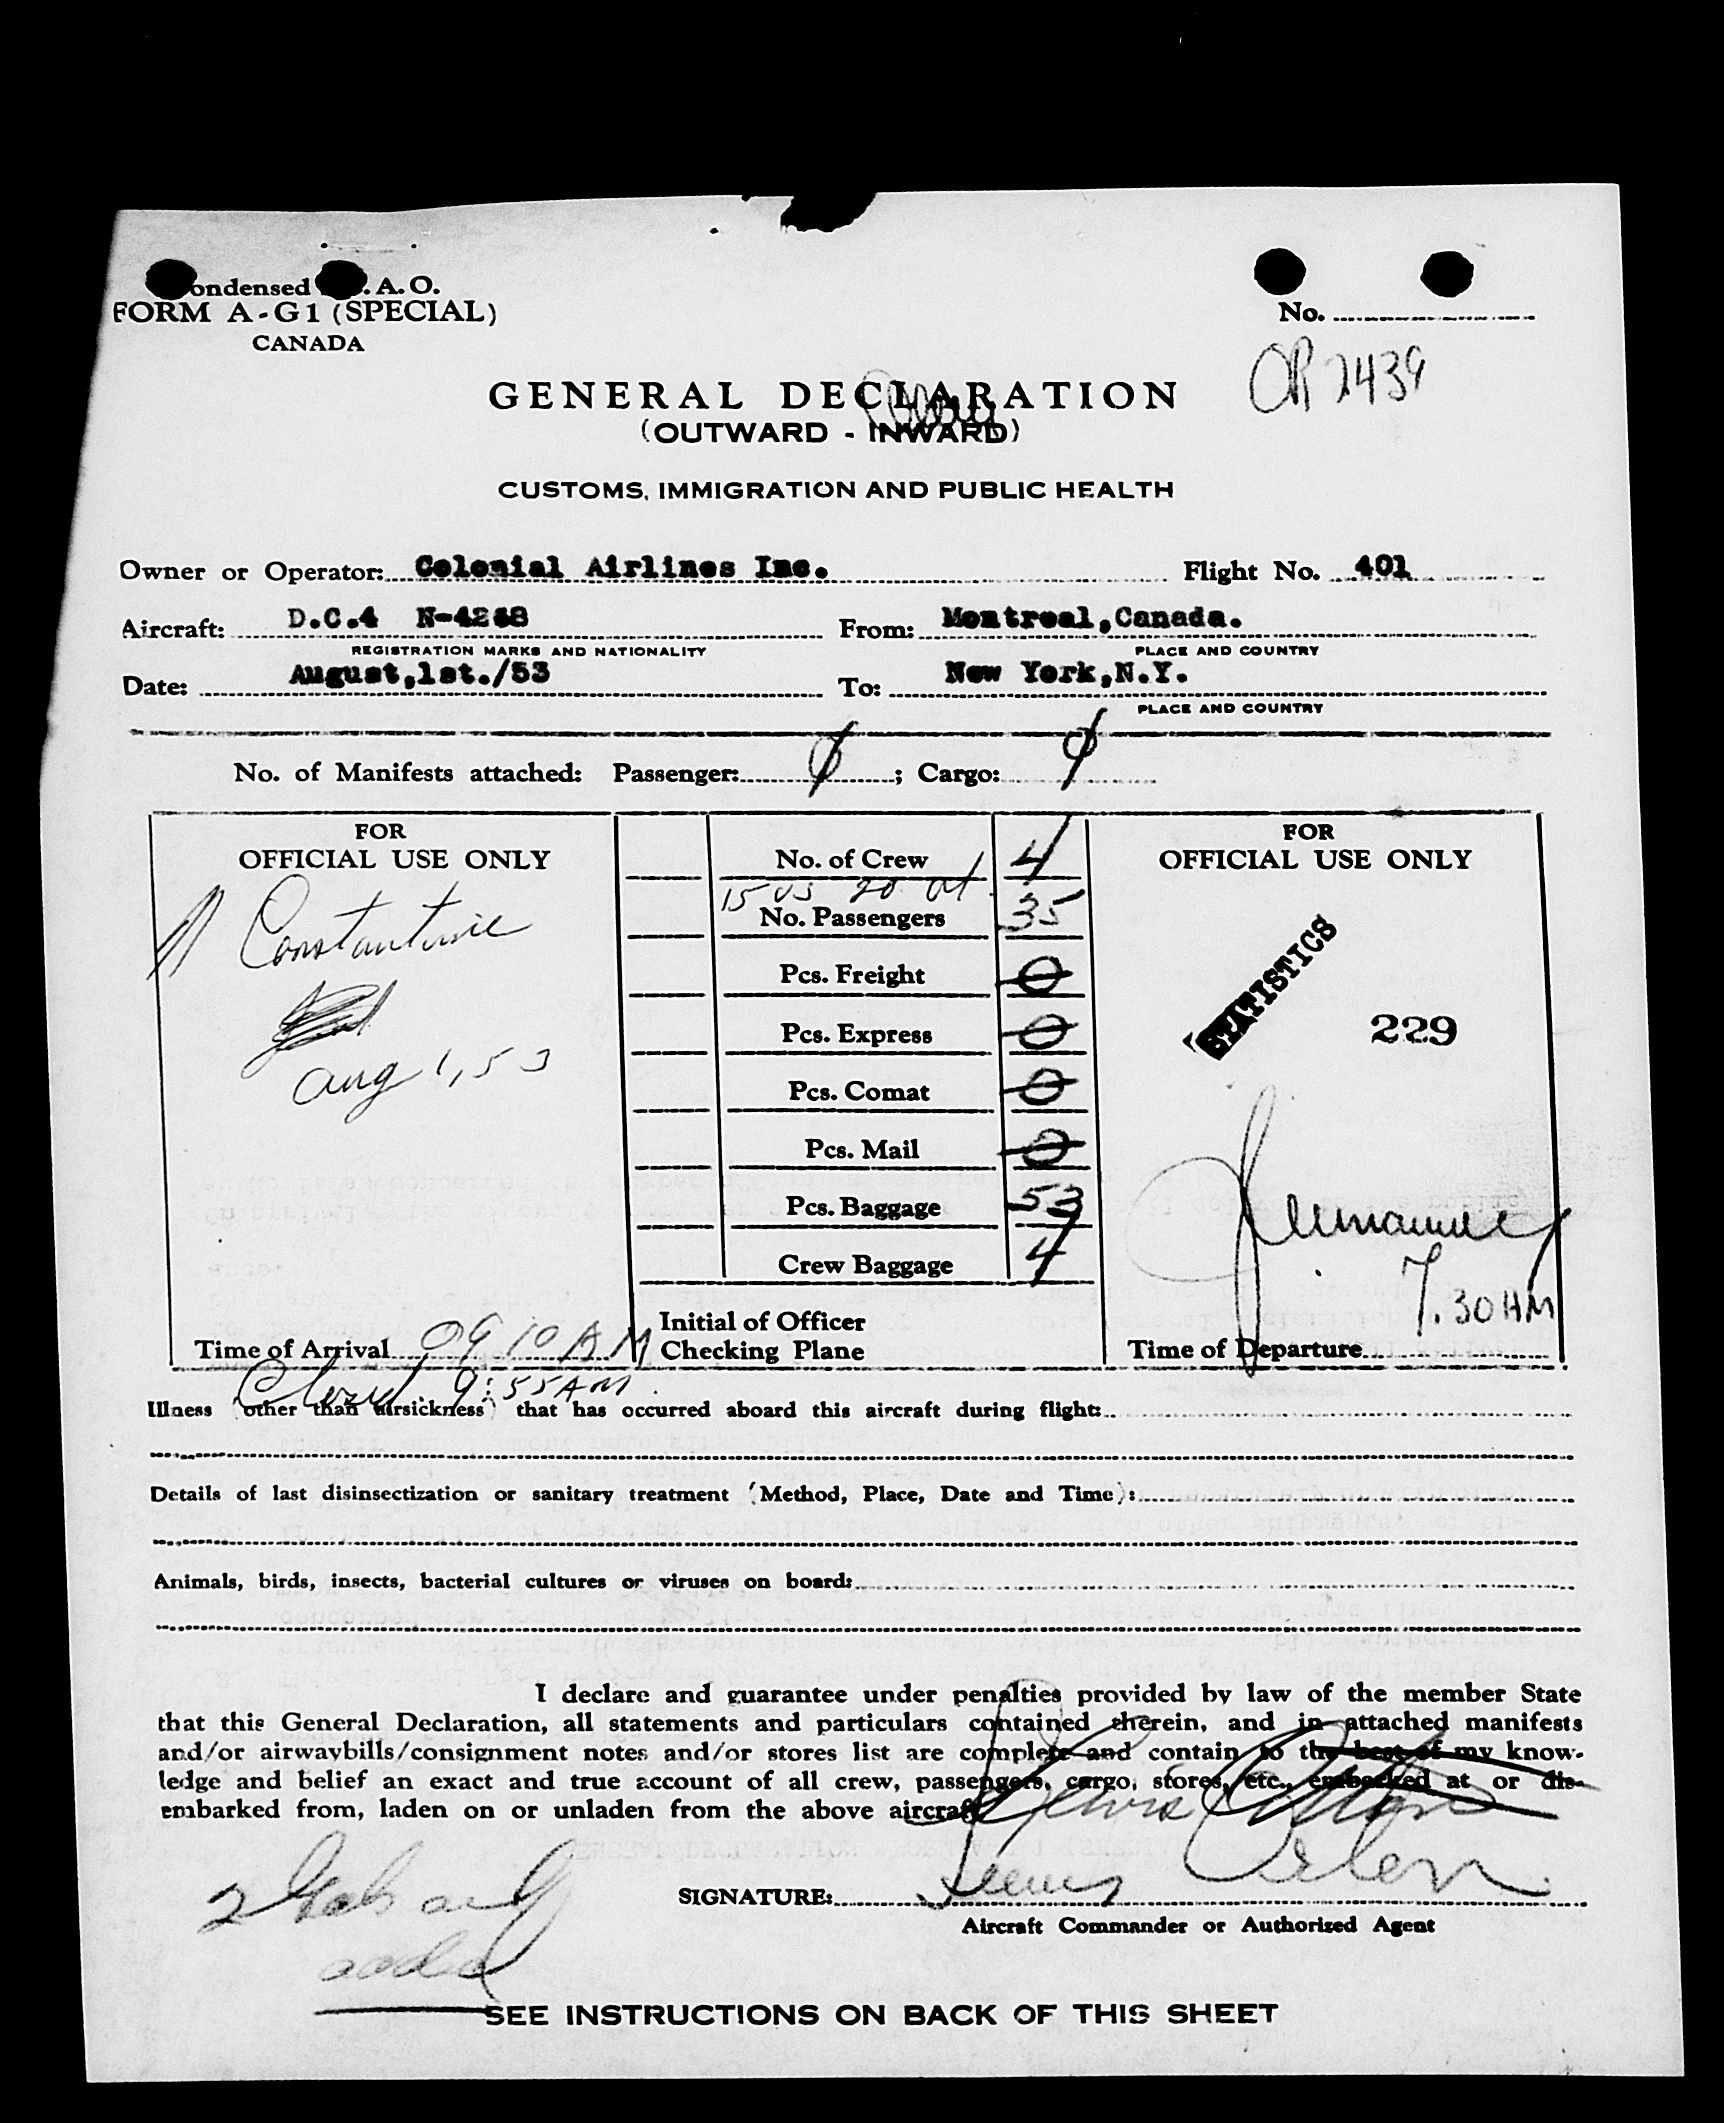 ondensed . A. O.
FORM A-G1 (SPECIAL)
CANADA
No.
OR 2439
GENERAL DECLARATION
(OUTWARD - INWARD)
CUSTOMS, IMMIGRATION AND PUBLIC HEALTH
Owner or Operator: Colonial Airlines Inc. Flight No. 401
Aircraft: D.C.4 N-4268 From: Montreal,Canada.
REGISTRATION MARKS AND NATIONALITY PLACE AND COUNTRY
Date: August,1st./53 To: New York,N.Y.
PLACE AND COUNTRY
No. of Manifests attached: Passenger: ; Cargo:
FOR
OFFICIAL USE ONLY
Constantine
Aug 1, 53
Time of Arrival 09 10 AM
No. of Crew 4
15 US 20
No. Passengers 35
Pcs. Freight 0
Pcs. Express 0
Pcs. Comat 0
Pcs. Mail 0
Pcs. Baggage 53
Crew Baggage 4
Initial of Officer
Checking Plane
FOR
OFFICIAL USE ONLY
STATISTICS
229
7.30 AM
Time of Departure
9:55 AM
Illness (other than airsickness) that has occurred aboard this aircraft during flight:
Details of last disinsectization or sanitary treatment (Method, Place, Date and Time):
Animals, birds, insects, bacterial cultures or viruses on board:
I declare and guarantee under penalties provided by law of the member State
that this General Declaration, all statements and particulars contained therein, and in attached manifests
and/or airwaybills/consignment notes and/or stores list are complete and contain to the best of my know-
ledge and belief an exact and true account of all crew, passengers, cargo, stores, etc., embarked at or dis-
embarked from, laden on or unladen from the above aircraft
SIGNATURE:
Aircraft Commander or Authorized Agent
SEE INSTRUCTIONS ON BACK OF THIS SHEET